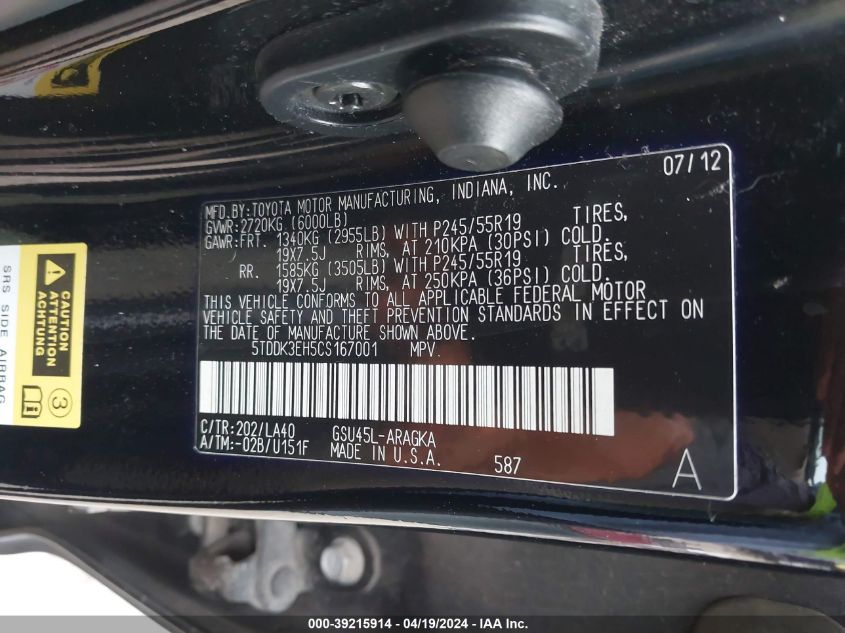 07/12
MFD.BY:TOYOTA MOTOR MANUFACTURING, INDIANA, INC.
GVWR:2720KG (6000LB)
GAWR:FRT. 1340KG (2955LB) WITH P245/55R19 TIRES,
19X7.5J RIMS, AT 210KPA (30PSI) COLD.
RR. 1585KG (3505LB) WITH P245/55R19 TIRES,
19X7.5J RIMS, AT 250KPA (36PSI) COLD.
THIS VEHICLE CONFORMS TO ALL APPLICABLE FEDERAL MOTOR
VEHICLE SAFETY AND THEFT PREVENTION STANDARDS IN EFFECT ON
THE DATE OF MANUFACTURE SHOWN ABOVE.
5TDDK3EH5CS167001 MPV.
C/TR:202/LA40 GSU45L-ARAGKA
A/TM:-02B/U151F MADE IN U.S.A. 587 A
SRS SIDE AIRBAG
ATTENTION
ACHTUNG
3
000-39215914 - 04/19/2024 - IAA Inc.